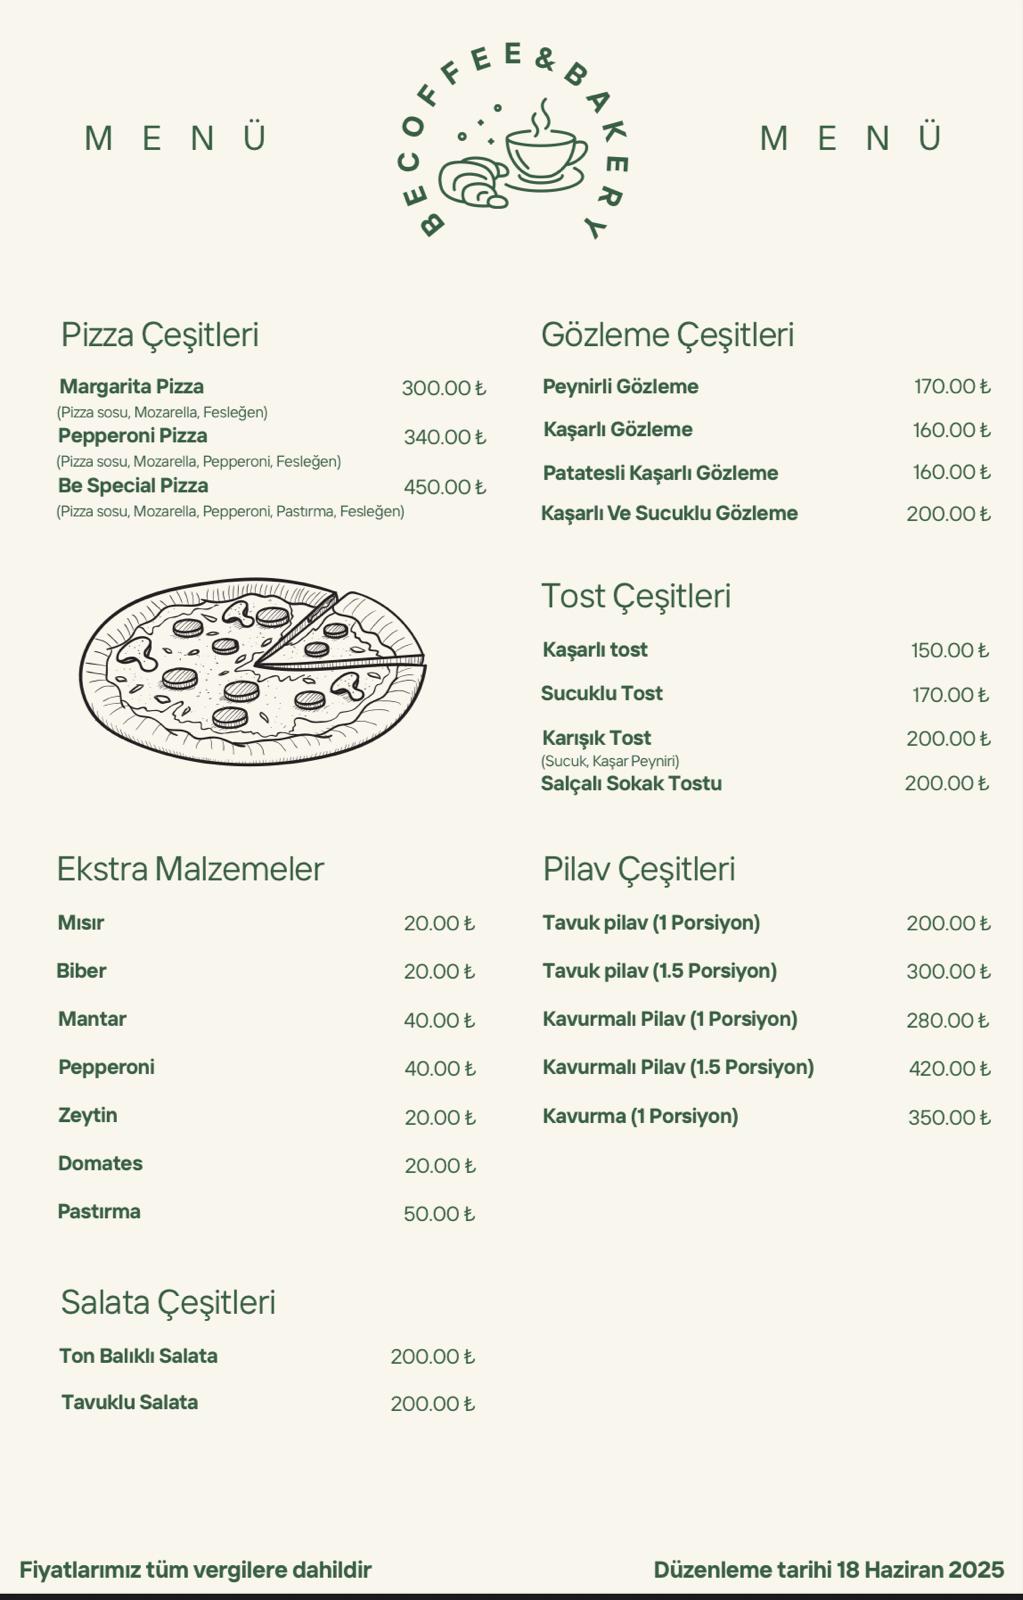 MENÜ
BECOFFEE&BAKERY
MENÜ
Pizza Çeşitleri
Margarita Pizza 300.00 ₺
(Pizza sosu, Mozarella, Fesleğen)
Pepperoni Pizza 340.00 ₺
(Pizza sosu, Mozarella, Pepperoni, Fesleğen)
Be Special Pizza 450.00 ₺
(Pizza sosu, Mozarella, Pepperoni, Pastırma, Fesleğen)
Gözleme Çeşitleri
Peynirli Gözleme 170.00 ₺
Kaşarlı Gözleme 160.00 ₺
Patatesli Kaşarlı Gözleme 160.00 ₺
Kaşarlı Ve Sucuklu Gözleme 200.00 ₺
Tost Çeşitleri
Kaşarlı tost 150.00 ₺
Sucuklu Tost 170.00 ₺
Karışık Tost 200.00 ₺
(Sucuk, Kaşar Peyniri)
Salçalı Sokak Tostu 200.00 ₺
Ekstra Malzemeler
Mısır 20.00 ₺
Biber 20.00 ₺
Mantar 40.00 ₺
Pepperoni 40.00 ₺
Zeytin 20.00 ₺
Domates 20.00 ₺
Pastırma 50.00 ₺
Pilav Çeşitleri
Tavuk pilav (1 Porsiyon) 200.00 ₺
Tavuk pilav (1.5 Porsiyon) 300.00 ₺
Kavurmalı Pilav (1 Porsiyon) 280.00 ₺
Kavurmalı Pilav (1.5 Porsiyon) 420.00 ₺
Kavurma (1 Porsiyon) 350.00 ₺
Salata Çeşitleri
Ton Balıklı Salata 200.00 ₺
Tavuklu Salata 200.00 ₺
Fiyatlarımız tüm vergilere dahildir
Düzenleme tarihi 18 Haziran 2025